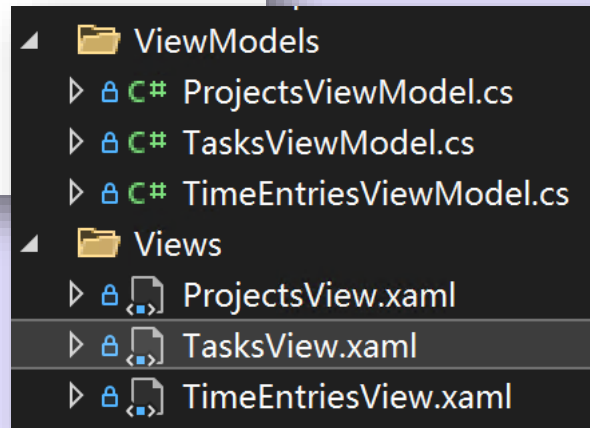 ViewModels
C# ProjectsViewModel.cs
C# TasksViewModel.cs
C# TimeEntriesViewModel.cs
Views
ProjectsView.xaml
TasksView.xaml
TimeEntriesView.xaml